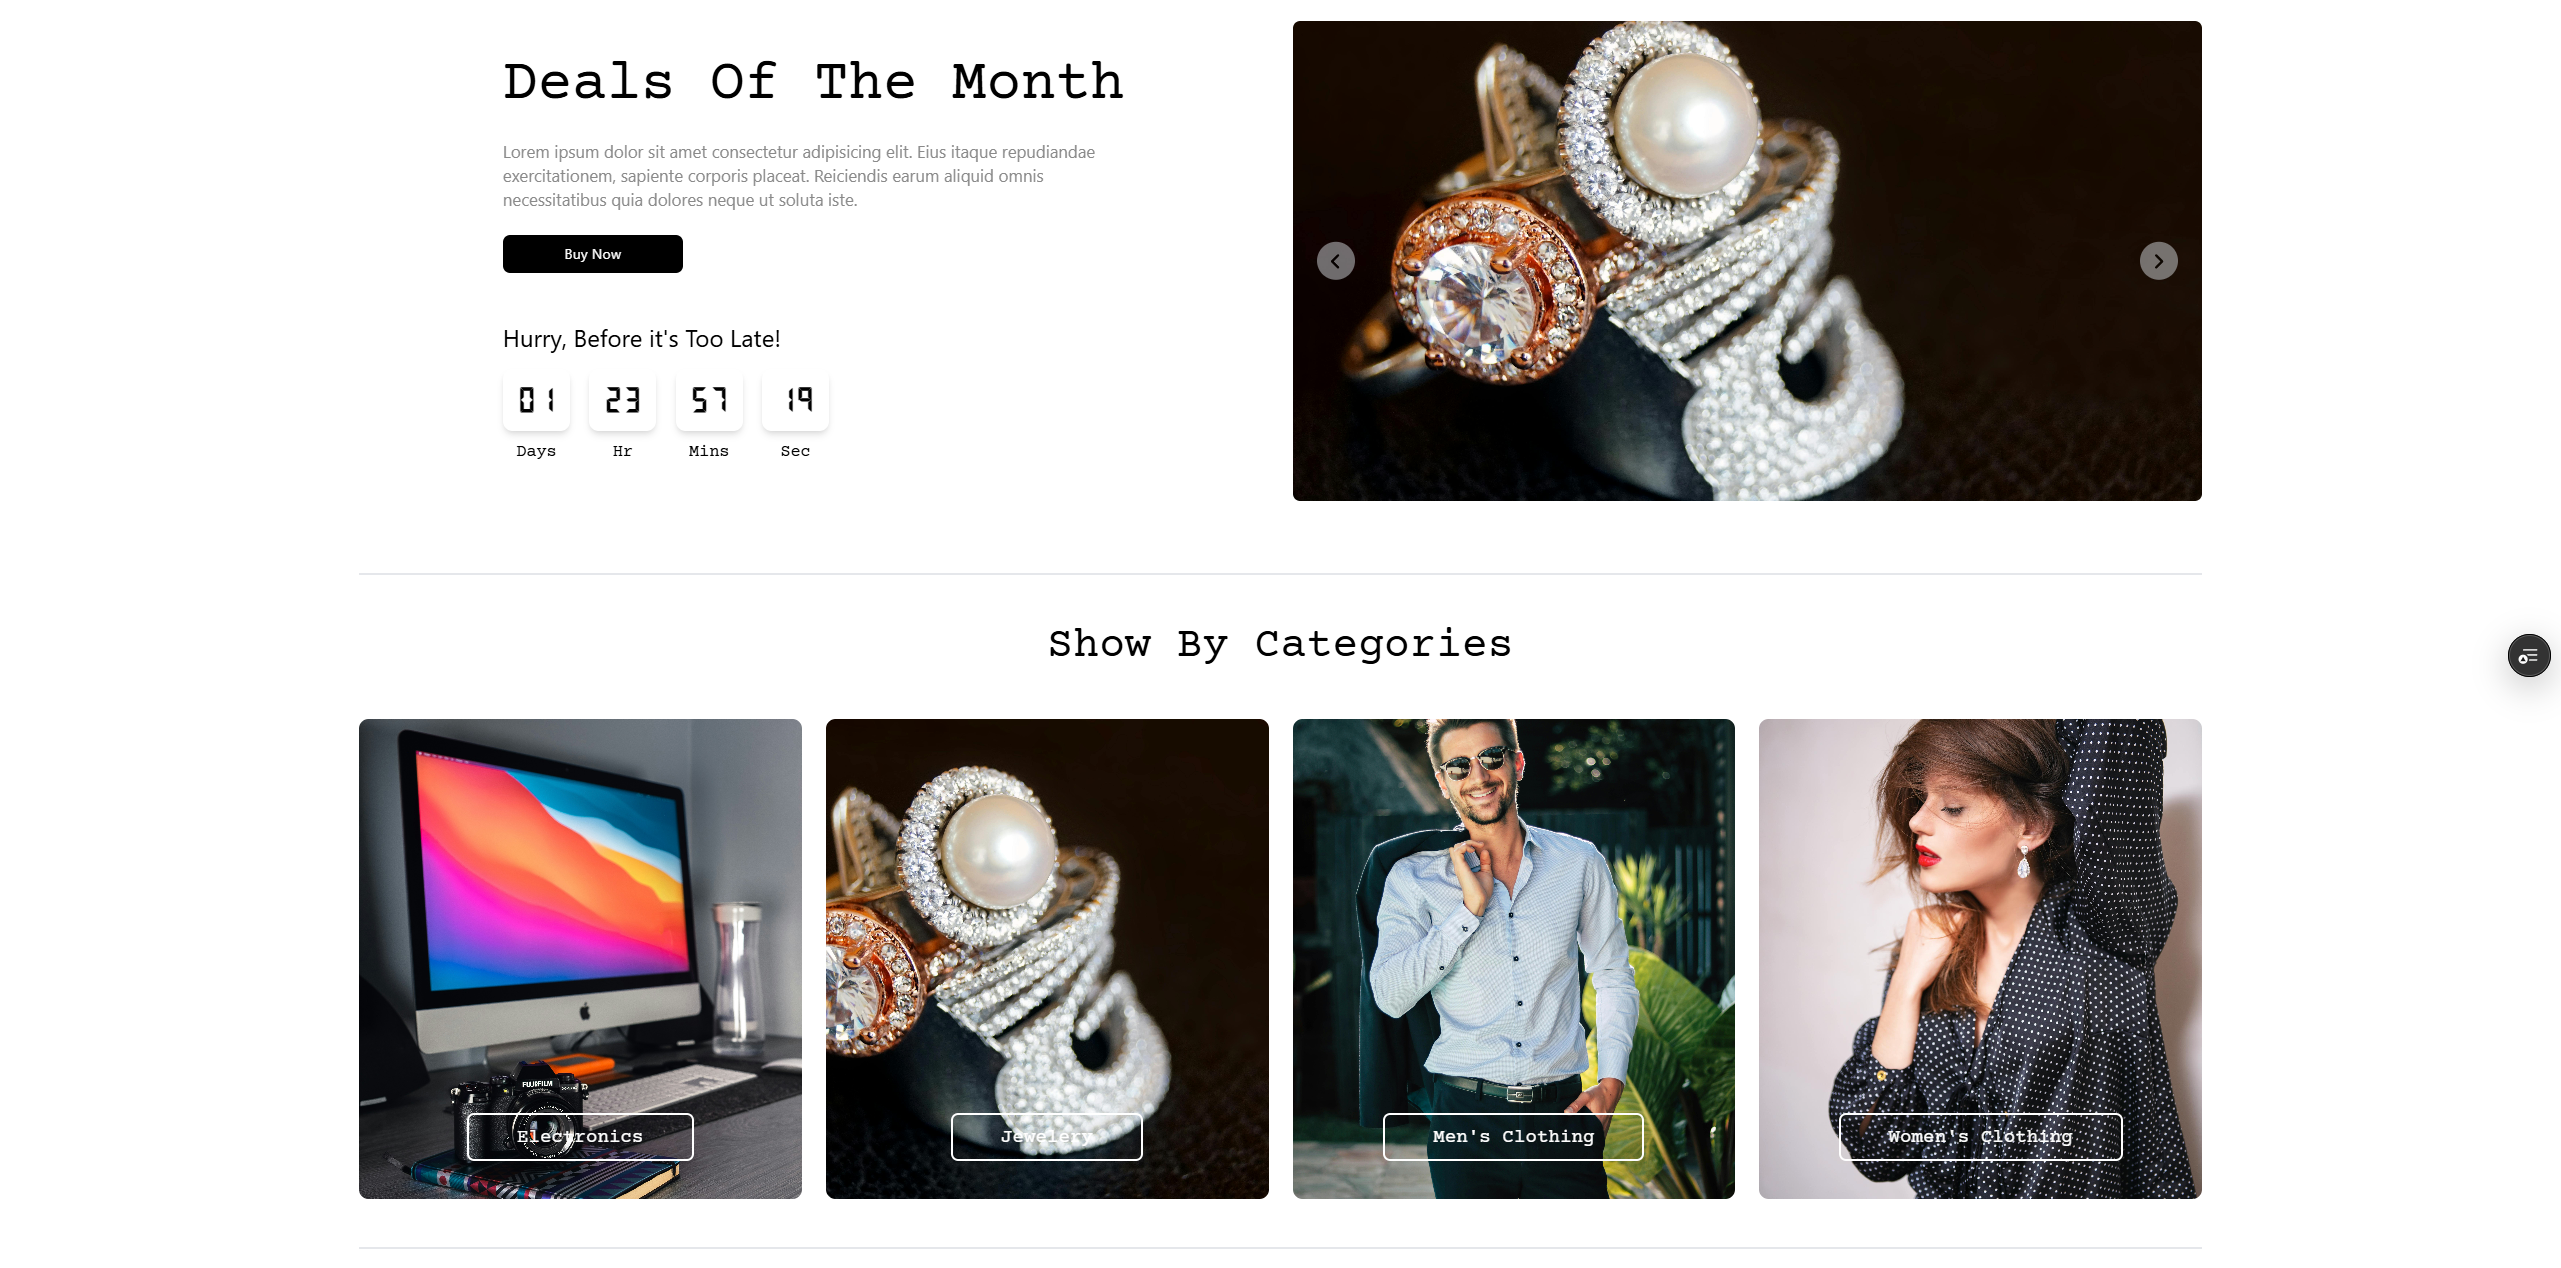 Deals Of The Month
Lorem ipsum dolor sit amet consectetur adipisicing elit. Eius itaque repudiandae
exercitationem, sapiente corporis placeat. Reiciendis earum aliquid omnis
necessitatibus quia dolores neque ut soluta iste.
Buy Now
Hurry, Before it's Too Late!
01 23 57 19
Days Hr Mins Sec
Show By Categories
FUJIFILM
Electronics
Jewelery
Men's Clothing
Women's Clothing